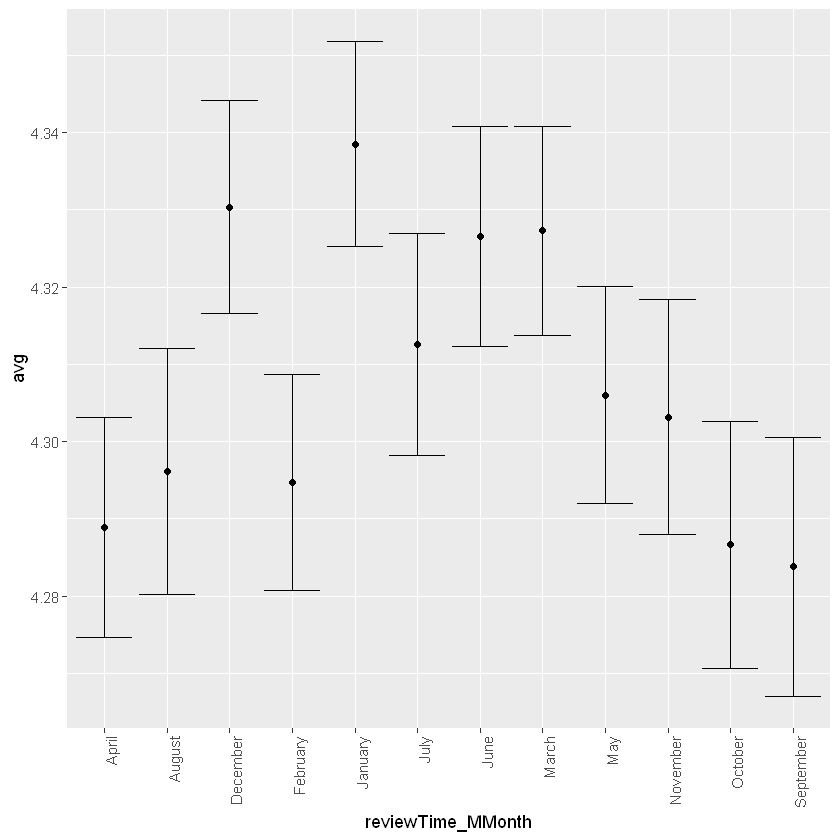 4.34
4.32
4.30
4.28
avg
April
August
December
February
January
July
June
March
May
November
October
September
reviewTime_MMonth